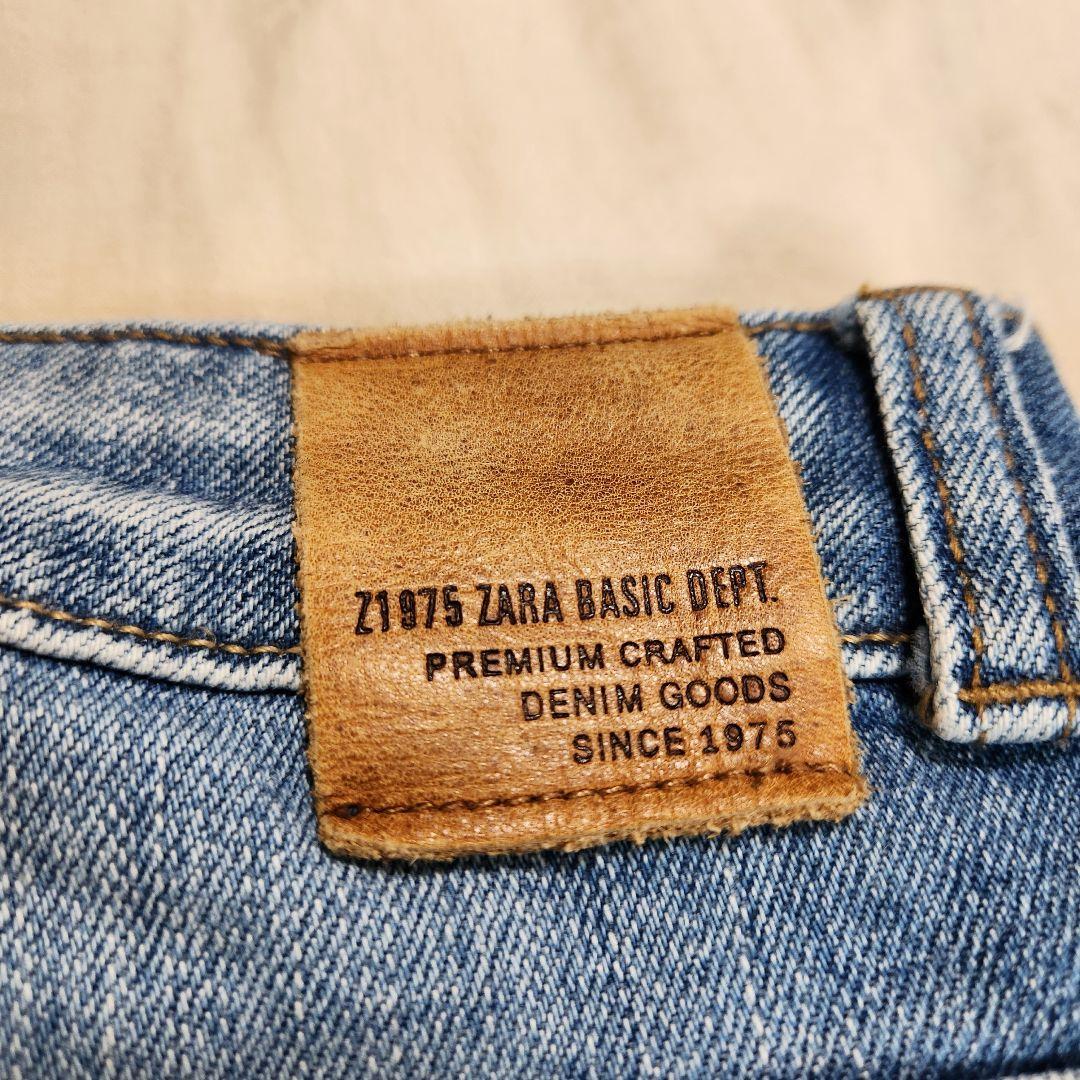 Z1975 ZARA BASIC DEPT.
PREMIUM CRAFTED
DENIM GOODS
SINCE 1975